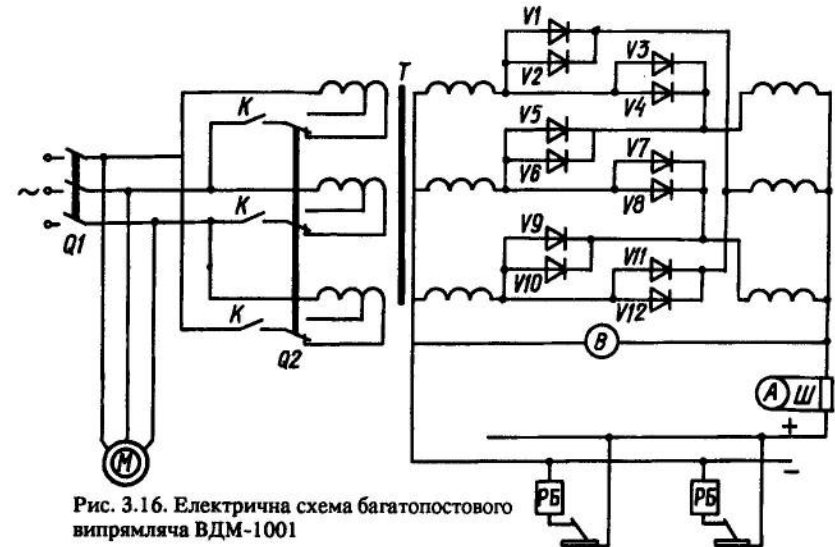 V1
V2
V3
V4
T
K
V5
V6
V7
V8
~
K
Q1
V9
V10
V11
V12
K
Q2
В
А Ш
+
−
М
РБ
РБ
Рис. 3.16. Електрична схема багатопостового
випрямляча ВДМ-1001